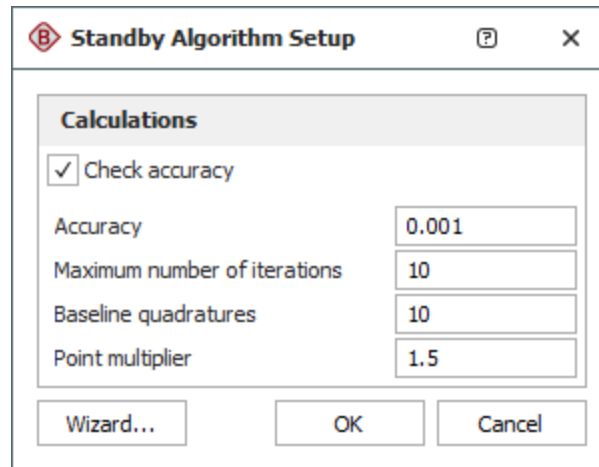 B Standby Algorithm Setup
Calculations
Check accuracy
Accuracy 0.001
Maximum number of iterations 10
Baseline quadratures 10
Point multiplier 1.5
Wizard... OK Cancel